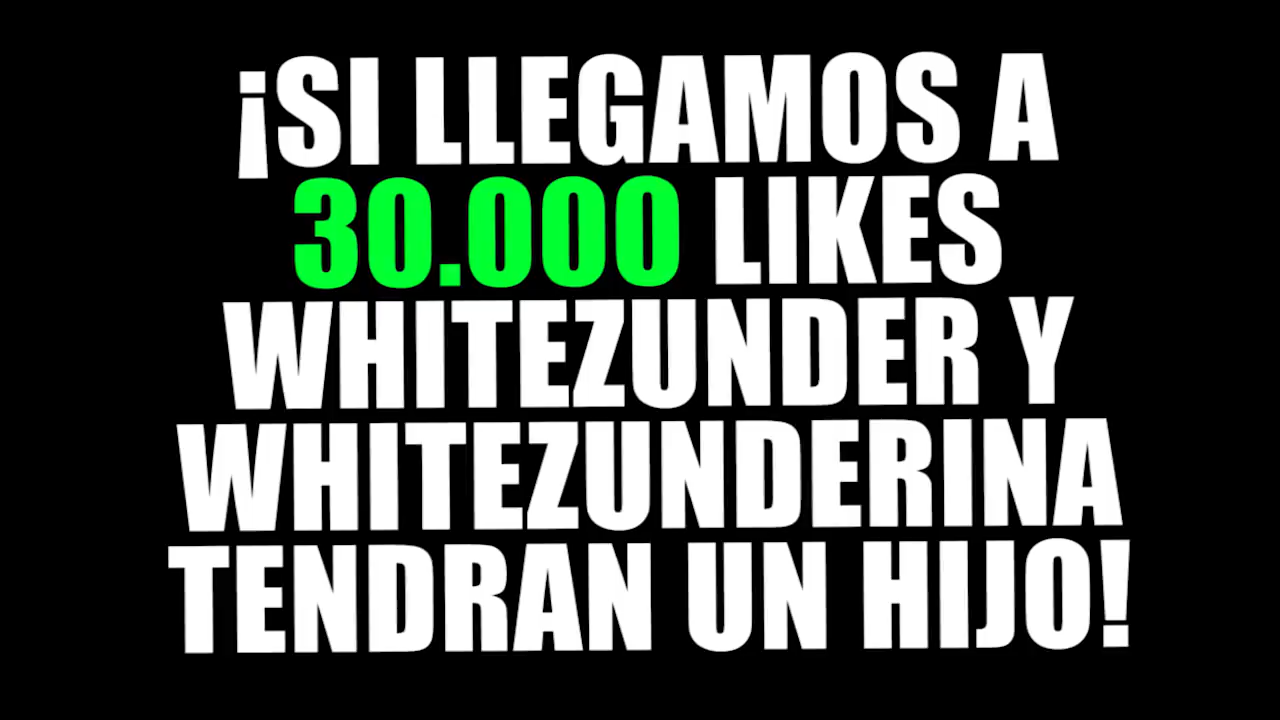 ¡SI LLEGAMOS A
30.000 LIKES
WHITEZUNDER Y
WHITEZUNDERINA
TENDRAN UN HIJO!